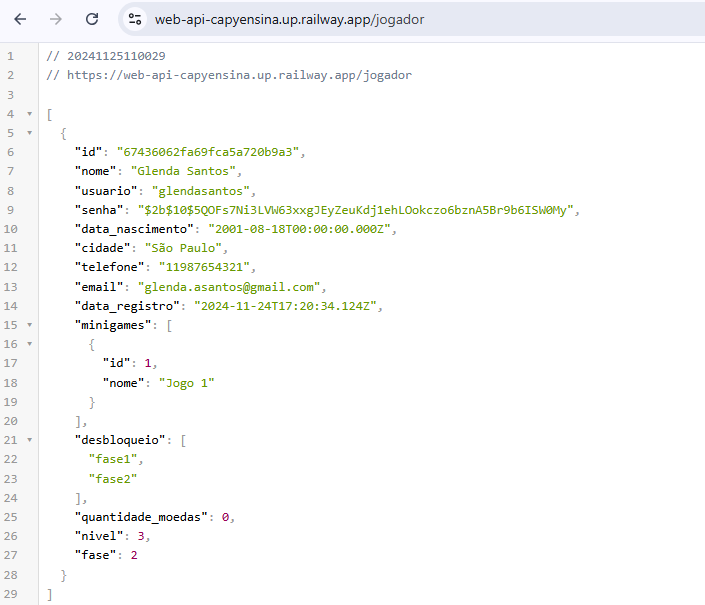 web-api-capyensina.up.railway.app/jogador
1 // 20241125110029
2 // https://web-api-capyensina.up.railway.app/jogador
3
4 [
5 {
6 "id": "67436062fa69fca5a720b9a3",
7 "nome": "Glenda Santos",
8 "usuario": "glendasantos",
9 "senha": "$2b$10$5QOFs7Ni3LVW63xxgJEyZeuKdj1ehLOokczo6bznA5Br9b6ISW0My",
10 "data_nascimento": "2001-08-18T00:00:00.000Z",
11 "cidade": "São Paulo",
12 "telefone": "11987654321",
13 "email": "glenda.asantos@gmail.com",
14 "data_registro": "2024-11-24T17:20:34.124Z",
15 "minigames": [
16 {
17 "id": 1,
18 "nome": "Jogo 1"
19 }
20 ],
21 "desbloqueio": [
22 "fase1",
23 "fase2"
24 ],
25 "quantidade_moedas": 0,
26 "nivel": 3,
27 "fase": 2
28 }
29 ]